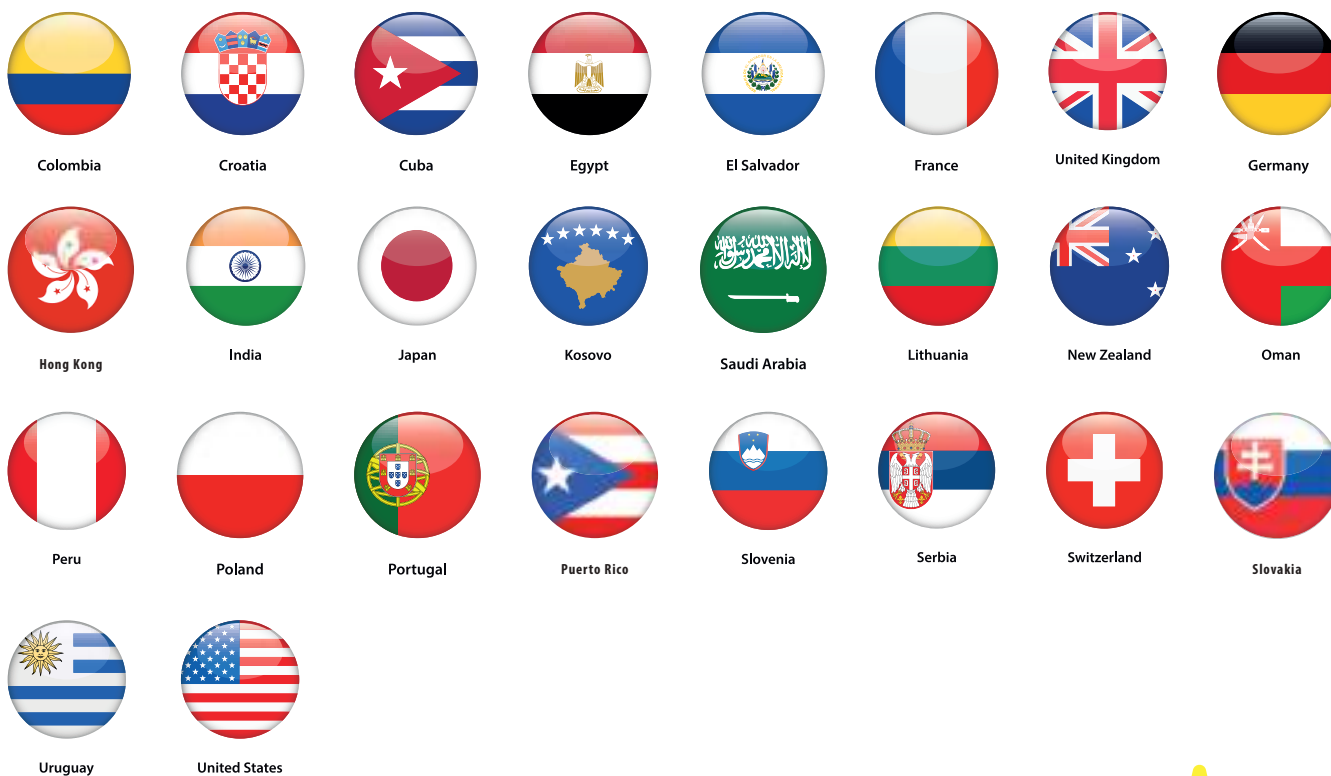 Colombia
Croatia
Cuba
Egypt
El Salvador
France
United Kingdom
Germany
Hong Kong
India
Japan
Kosovo
Saudi Arabia
Lithuania
New Zealand
Oman
Peru
Poland
Portugal
Puerto Rico
Slovenia
Serbia
Switzerland
Slovakia
Uruguay
United States